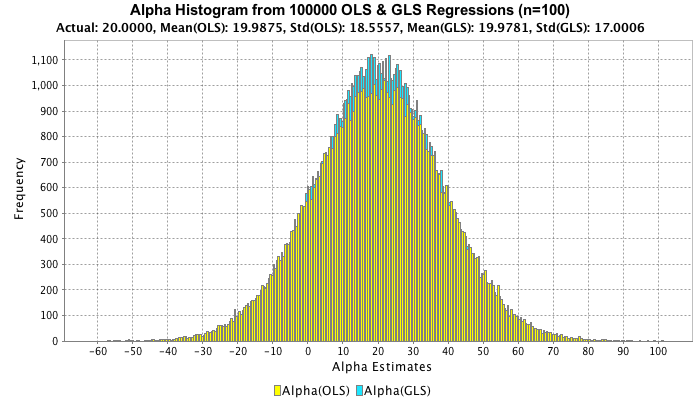 Alpha Histogram from 100000 OLS & GLS Regressions (n=100)
Actual: 20.0000, Mean(OLS): 19.9875, Std(OLS): 18.5557, Mean(GLS): 19.9781, Std(GLS): 17.0006
1,100
1,000
900
800
700
600
500
400
300
200
100
0
Frequency
-60 -50 -40 -30 -20 -10 0 10 20 30 40 50 60 70 80 90 100
Alpha Estimates
Alpha(OLS) Alpha(GLS)